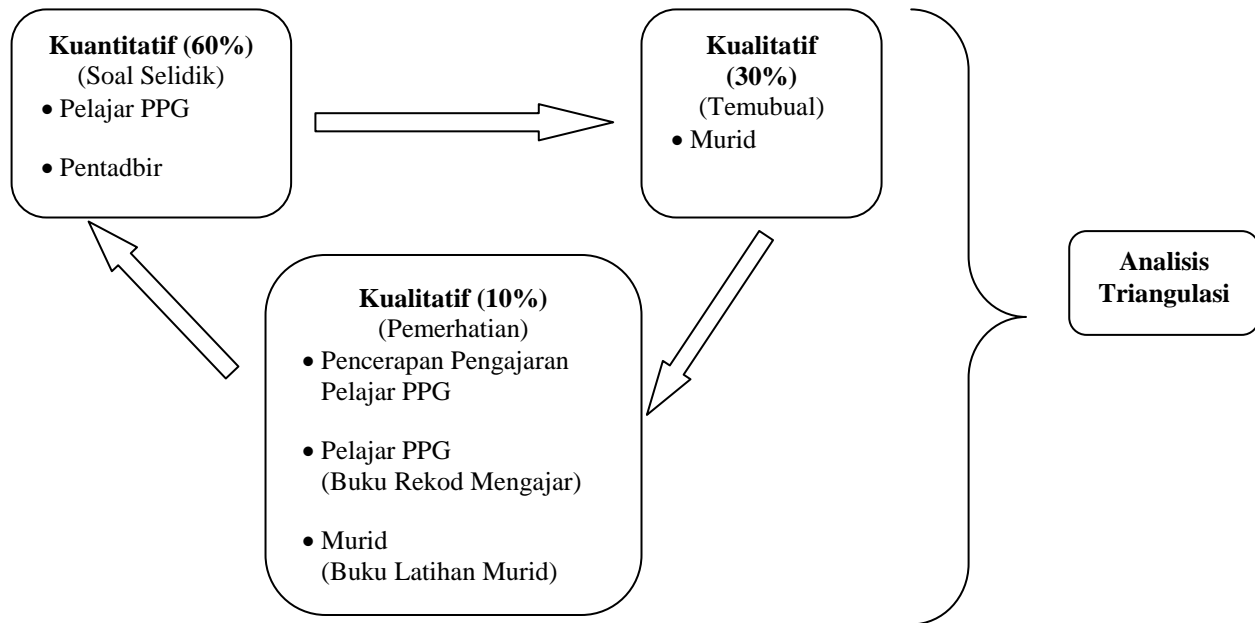 Kuantitatif (60%)
(Soal Selidik)
• Pelajar PPG
• Pentadbir
Kualitatif
(30%)
(Temubual)
• Murid
Kualitatif (10%)
(Pemerhatian)
• Pencerapan Pengajaran
Pelajar PPG
• Pelajar PPG
(Buku Rekod Mengajar)
• Murid
(Buku Latihan Murid)
Analisis
Triangulasi